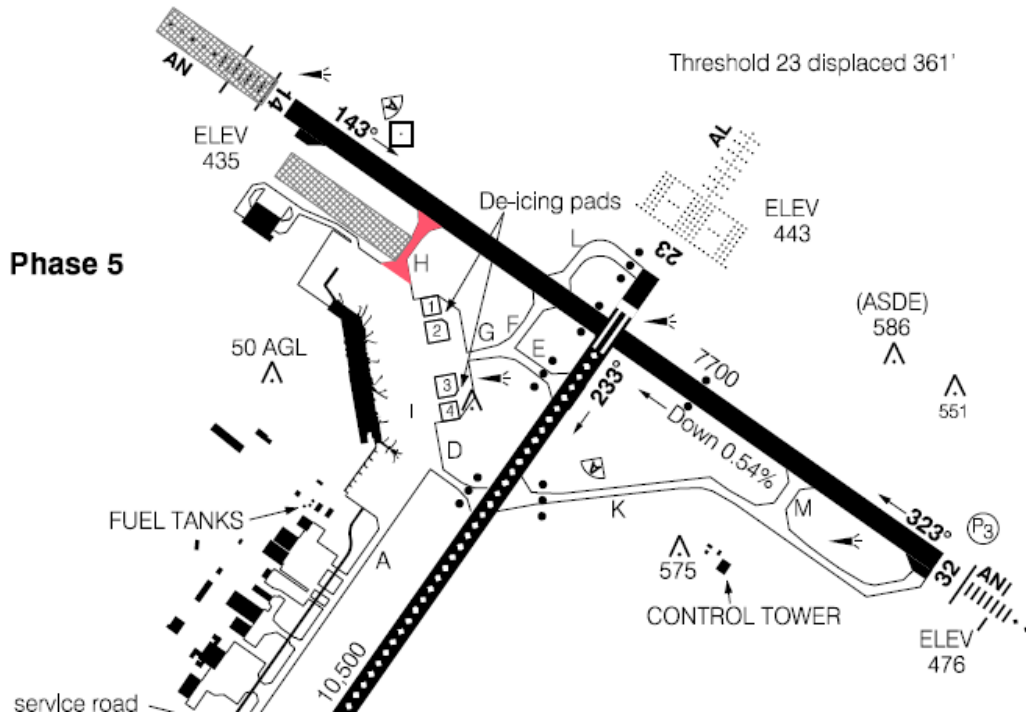 Threshold 23 displaced 361'
AN
14
143°
A
ELEV
435
AL
De-icing pads
ELEV
443
L
23
Phase 5
H
1
2
G
F
(ASDE)
586
50 AGL
E
7700
3
233°
551
I
4
Down 0.54%
D
A
K
M
323°
P3
FUEL TANKS
A
575
32
ANI
CONTROL TOWER
ELEV
476
10,500
service road